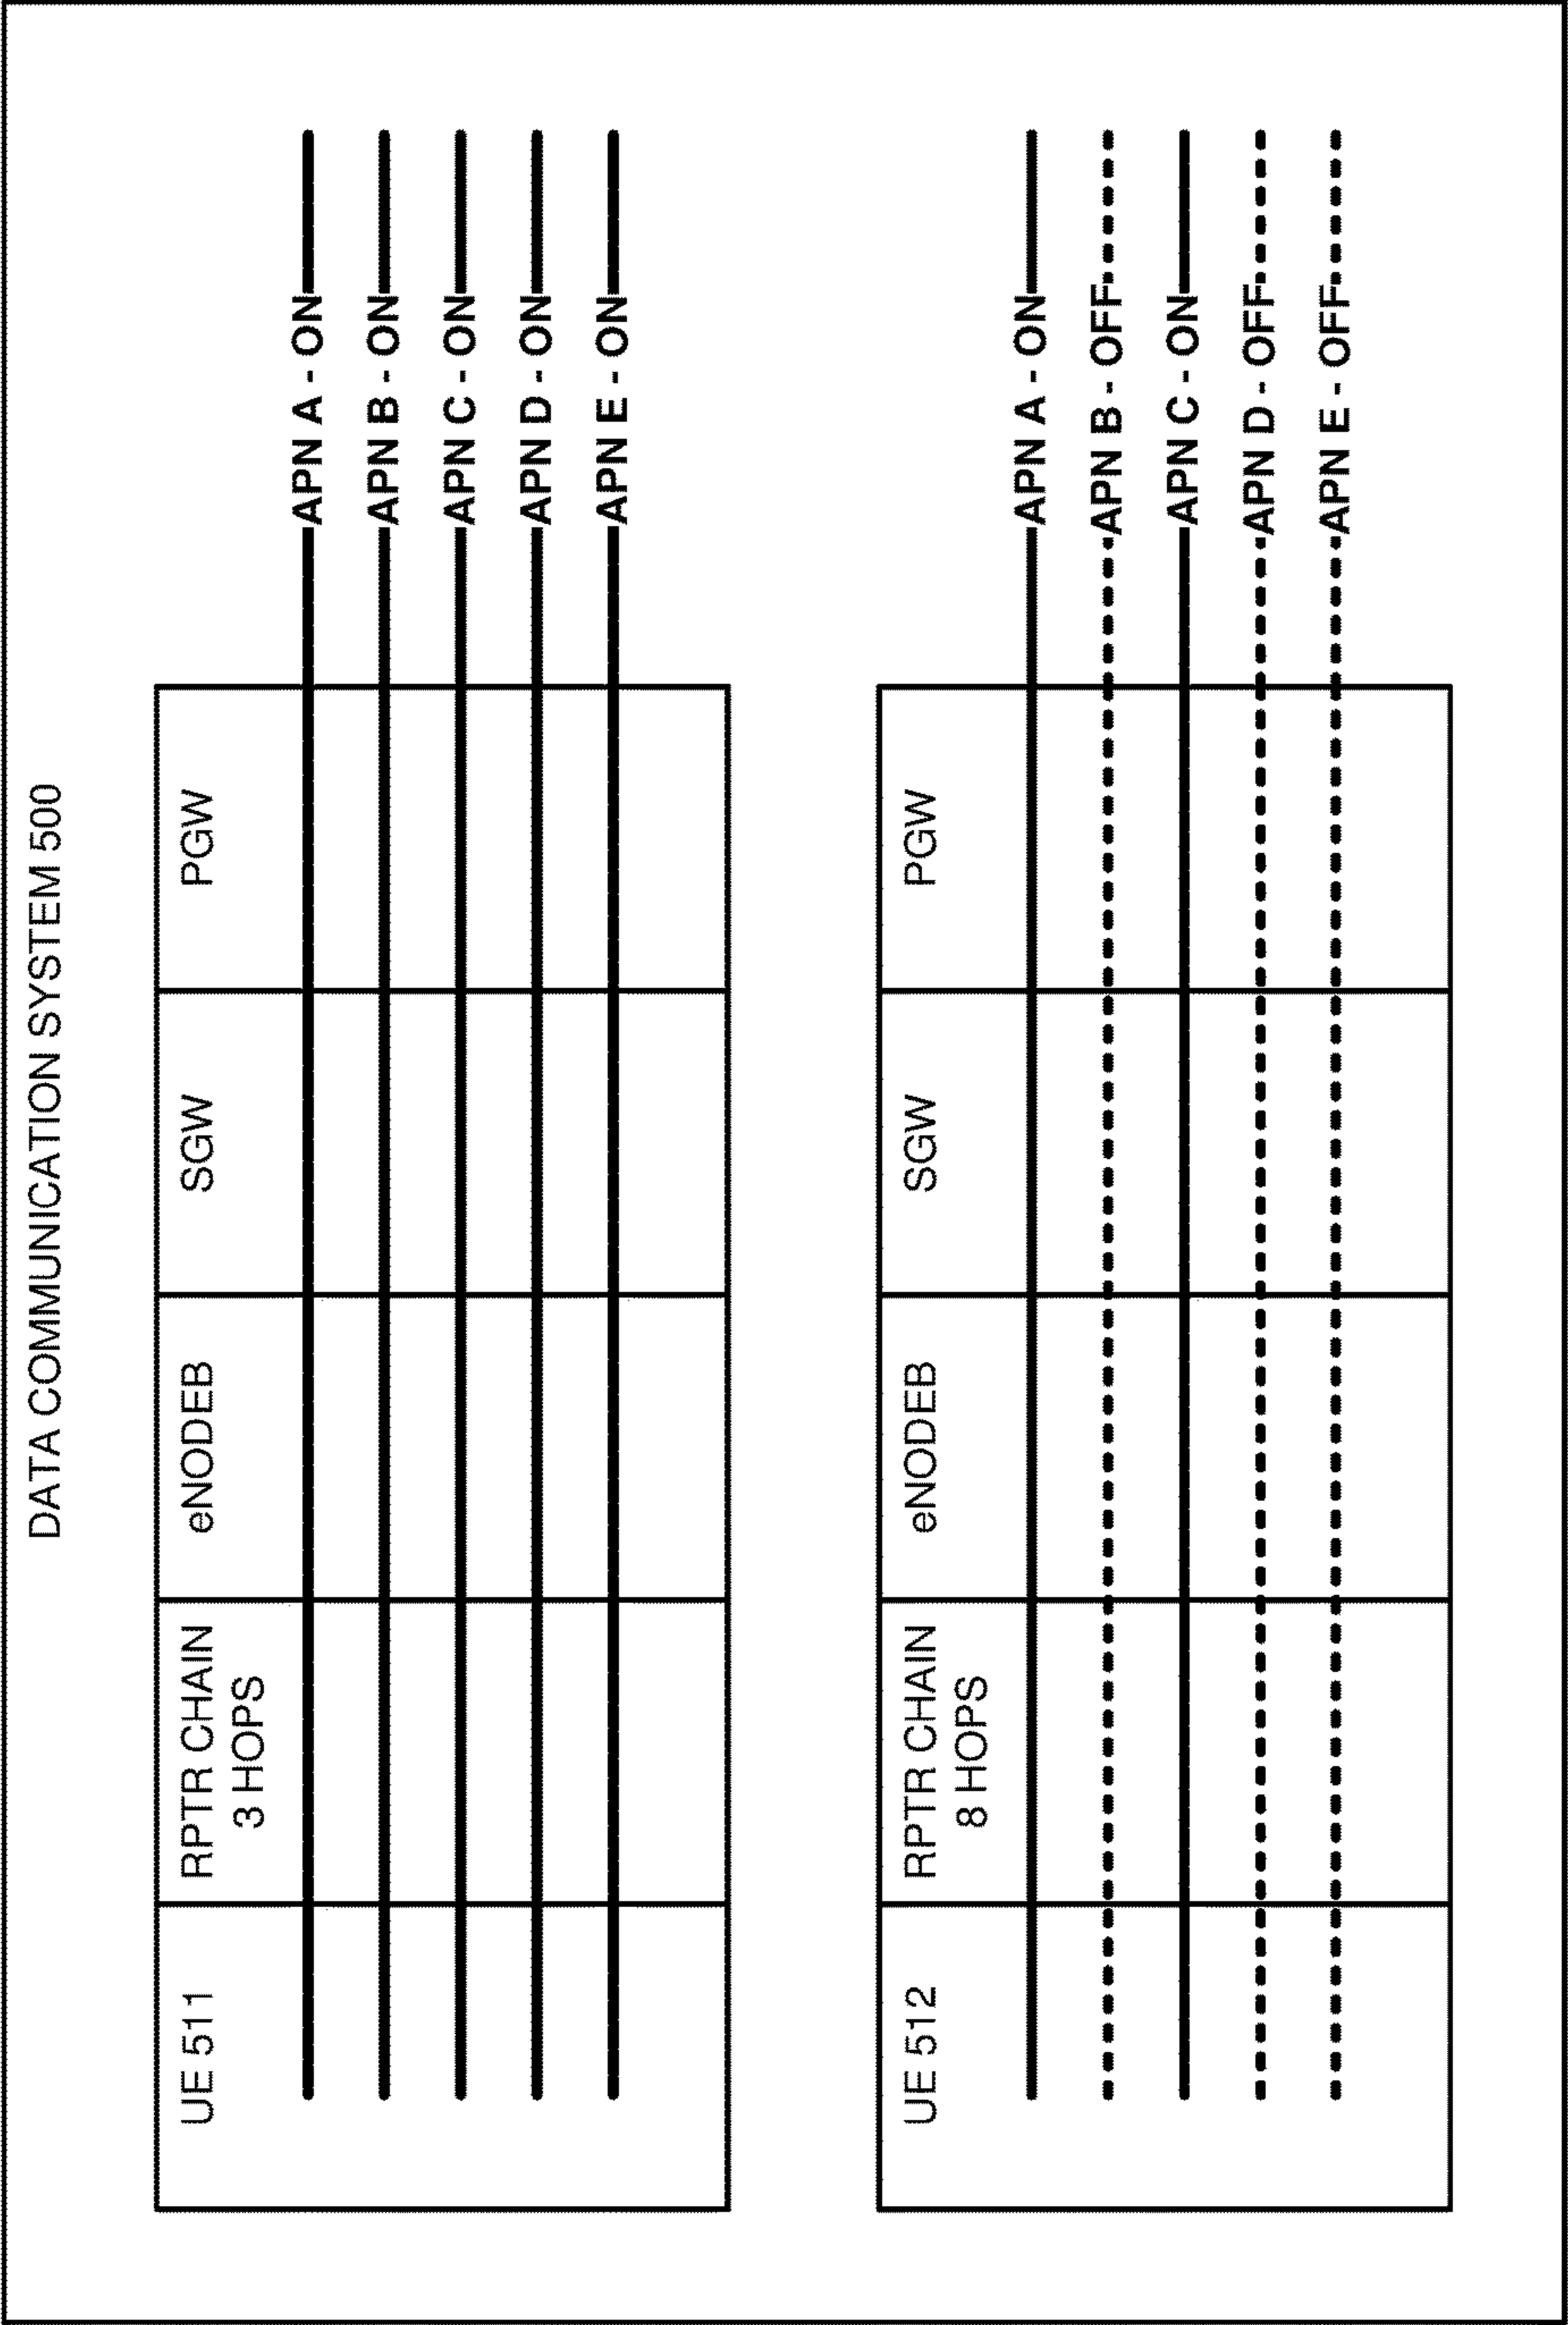 DATA COMMUNICATION SYSTEM 500
UE 511
RPTR CHAIN
3 HOPS
eNODEB
SGW
PGW
APN A - ON
APN B - ON
APN C - ON
APN D - ON
APN E - ON
UE 512
RPTR CHAIN
8 HOPS
eNODEB
SGW
PGW
APN A - ON
APN B - OFF
APN C - ON
APN D - OFF
APN E - OFF